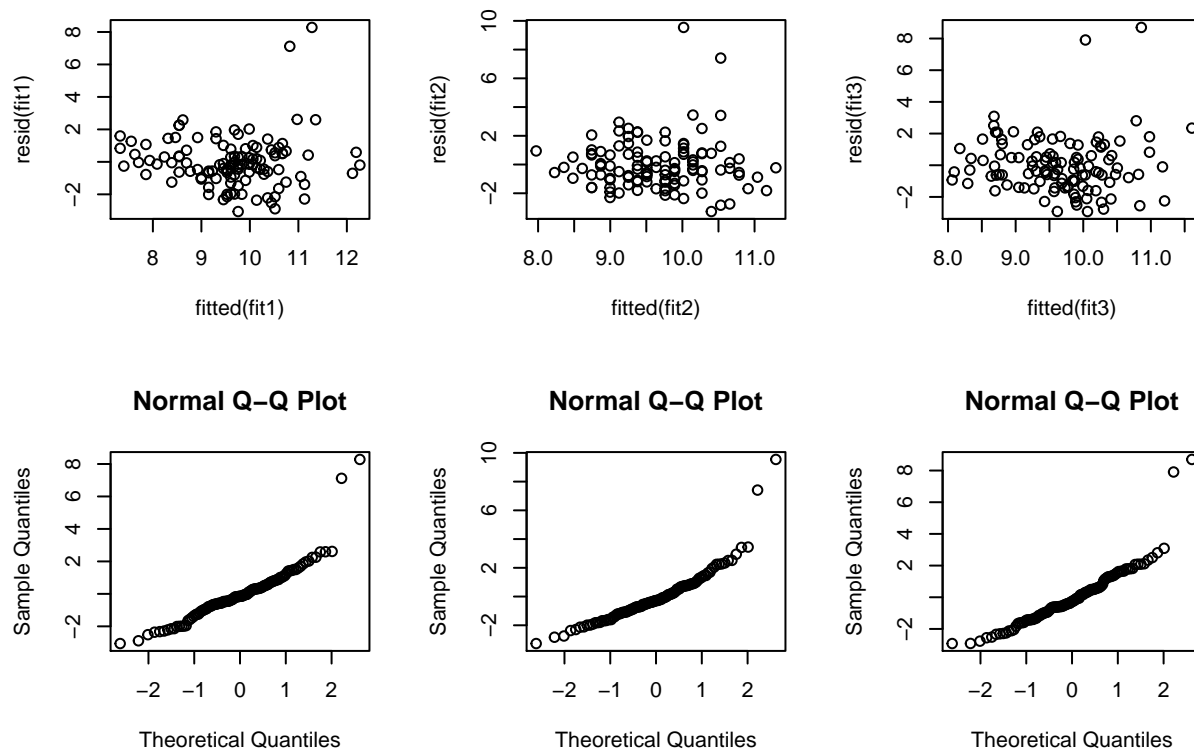 resid(fit1)
−2 2 4 6 8
8 9 10 11 12
fitted(fit1)
resid(fit2)
−2 2 6 10
8.0 9.0 10.0 11.0
fitted(fit2)
resid(fit3)
−2 2 4 6 8
8.0 9.0 10.0 11.0
fitted(fit3)
Normal Q−Q Plot
Sample Quantiles
−2 2 4 6 8
−2 −1 0 1 2
Theoretical Quantiles
Normal Q−Q Plot
Sample Quantiles
−2 2 6 10
−2 −1 0 1 2
Theoretical Quantiles
Normal Q−Q Plot
Sample Quantiles
−2 2 4 6 8
−2 −1 0 1 2
Theoretical Quantiles